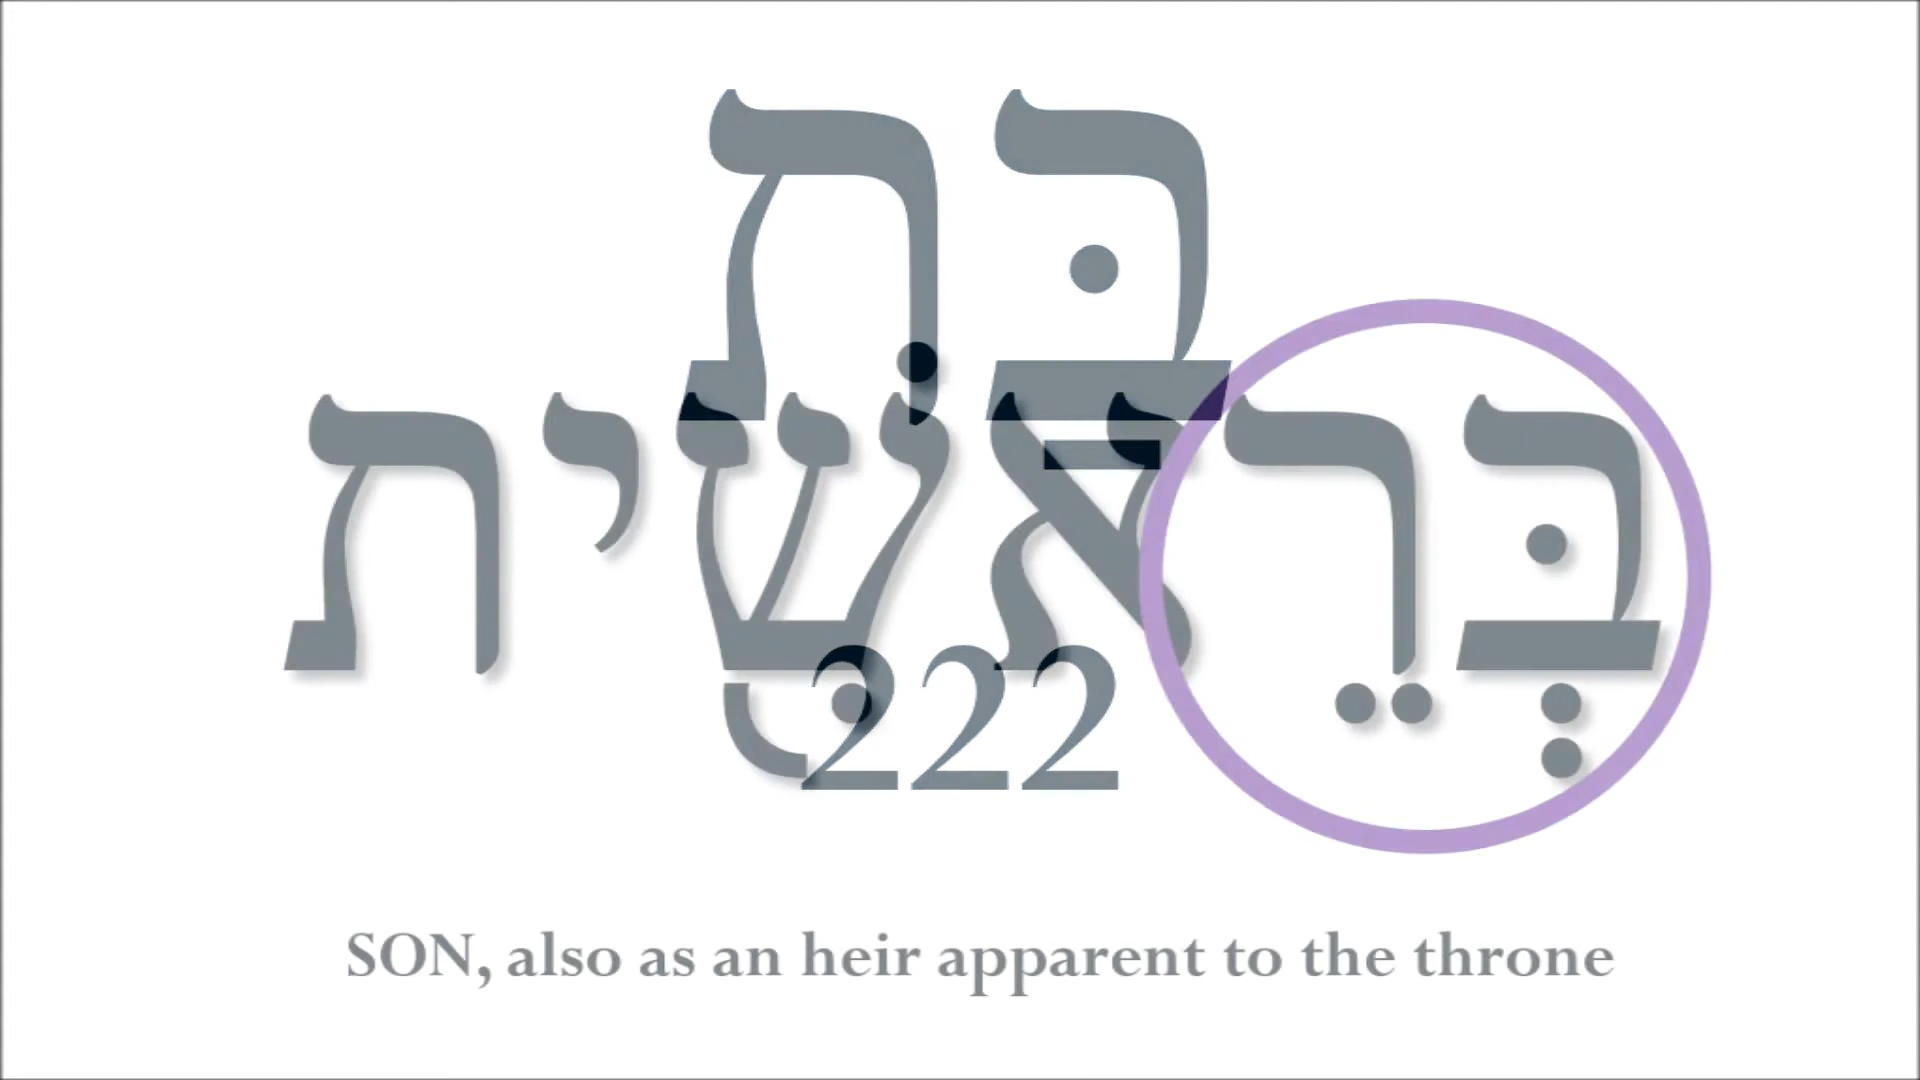 בַּת
בְּרֵאשִׁ֖ית
222
SON, also as an heir apparent to the throne